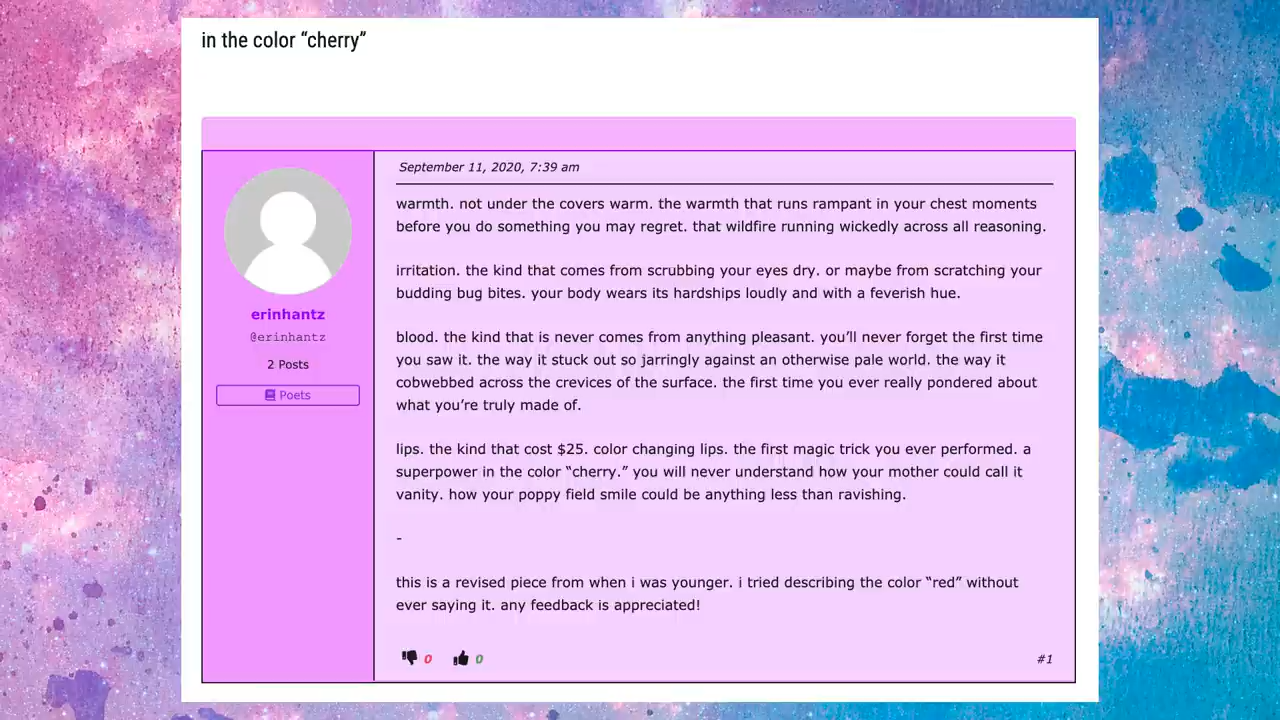 in the color “cherry”
September 11, 2020, 7:39 am
erinhantz
@erinhantz
2 Posts
Poets
warmth. not under the covers warm. the warmth that runs rampant in your chest moments
before you do something you may regret. that wildfire running wickedly across all reasoning.
irritation. the kind that comes from scrubbing your eyes dry. or maybe from scratching your
budding bug bites. your body wears its hardships loudly and with a feverish hue.
blood. the kind that is never comes from anything pleasant. you’ll never forget the first time
you saw it. the way it stuck out so jarringly against an otherwise pale world. the way it
cobwebbed across the crevices of the surface. the first time you ever really pondered about
what you’re truly made of.
lips. the kind that cost $25. color changing lips. the first magic trick you ever performed. a
superpower in the color “cherry.” you will never understand how your mother could call it
vanity. how your poppy field smile could be anything less than ravishing.
-
this is a revised piece from when i was younger. i tried describing the color “red” without
ever saying it. any feedback is appreciated!
0 0
#1